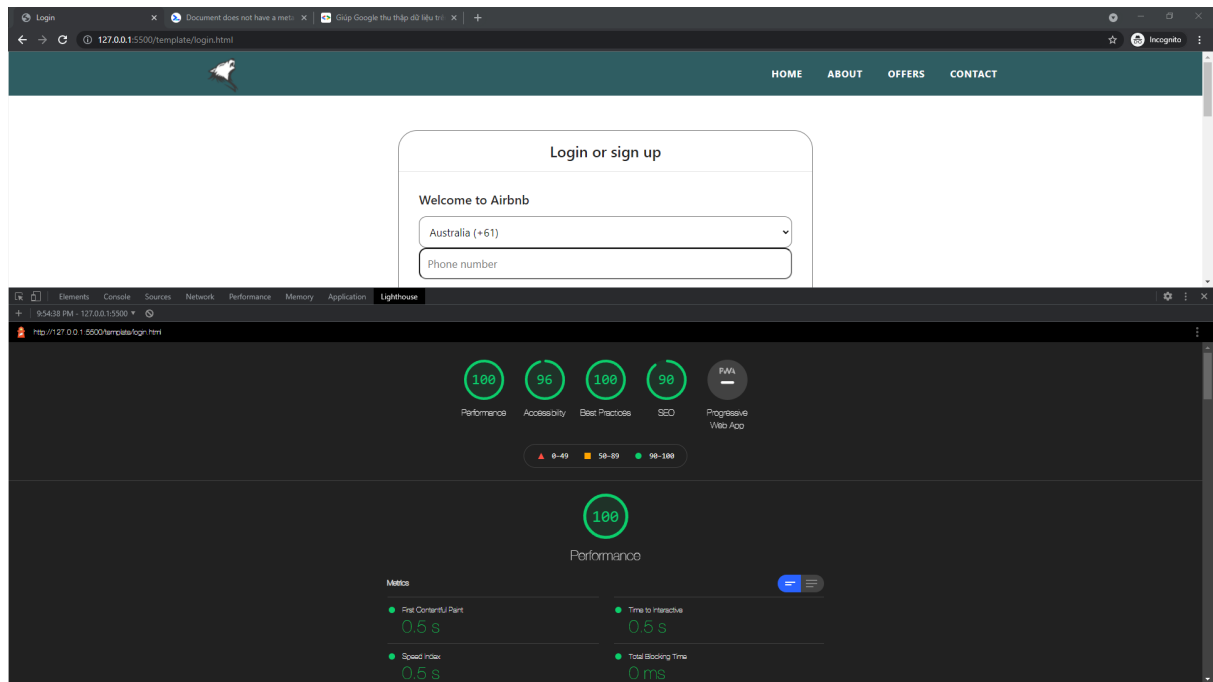 Login
Document does not have a meta
Giúp Google thu thập dữ liệu trê
127.0.0.1:5500/template/login.html
Incognito
HOME ABOUT OFFERS CONTACT
Login or sign up
Welcome to Airbnb
Australia (+61)
Phone number
Elements Console Sources Network Performance Memory Application Lighthouse
9:54:38 PM - 127.0.0.1:5500
http://127.0.0.1:5500/template/login.html
100 96 100 90 PWA
Performance Accessibility Best Practices SEO Progressive
Web App
0–49 50–89 90–100
100
Performance
Metrics
First Contentful Paint Time to Interactive
0.5 s 0.5 s
Speed Index Total Blocking Time
0.5 s 0 ms